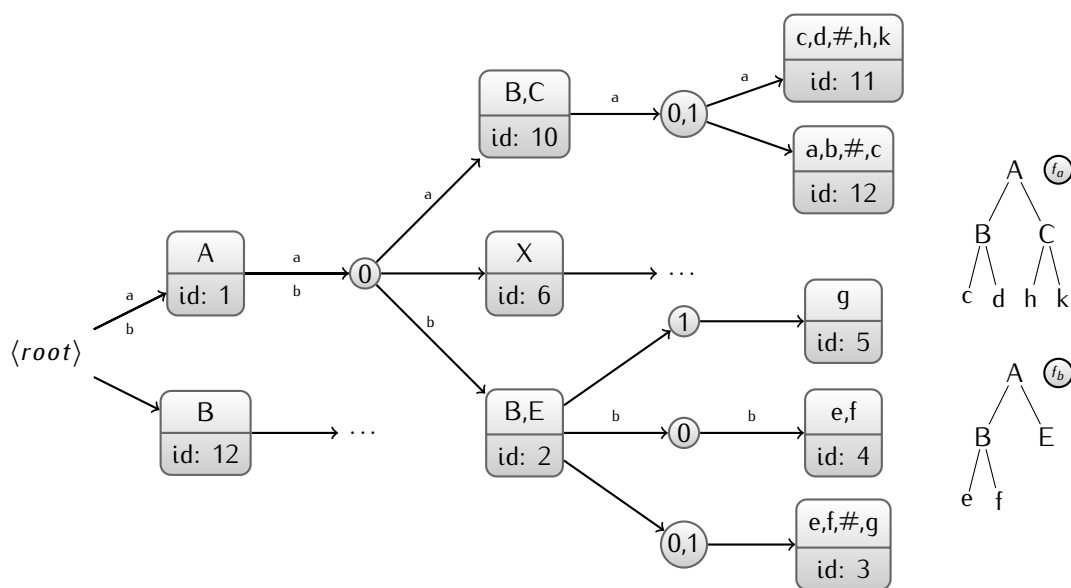 c,d,#,h,k
id: 11
B,C
id: 10
a
0,1
a
a,b,#,c
id: 12
a
A
id: 1
a
b
0
X
id: 6
...
a
b
b
⟨root⟩
1
g
id: 5
B
id: 12
...
B,E
id: 2
b
0
b
e,f
id: 4
0,1
e,f,#,g
id: 3
A
f_a
B
C
c
d
h
k
A
f_b
B
E
e
f